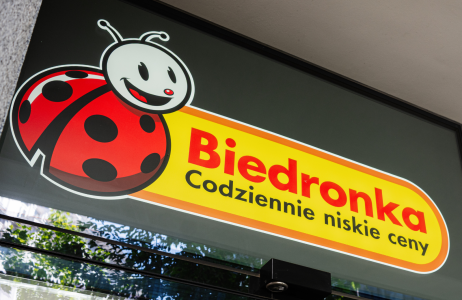 Biedronka
Codziennie niskie ceny